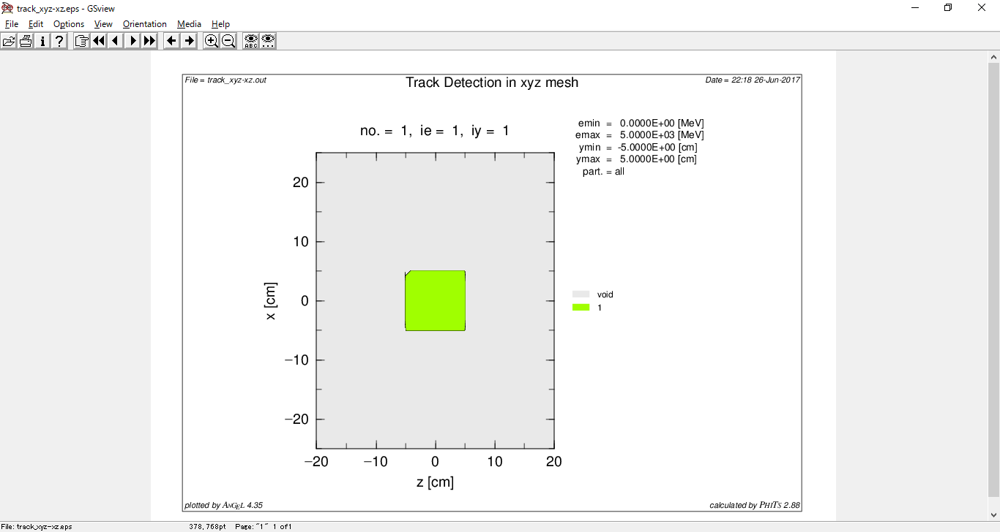 track_xyz-xz.eps - GSview
File Edit Options View Orientation Media Help
File = track_xyz-xz.out
Track Detection in xyz mesh
Date = 22:18 26-Jun-2017
no. = 1, ie = 1, iy = 1
emin = 0.0000E+00 [MeV]
emax = 5.0000E+03 [MeV]
ymin = -5.0000E+00 [cm]
ymax = 5.0000E+00 [cm]
part. = all
20
10
0
−10
−20
x [cm]
void
1
−20 −10 0 10 20
z [cm]
plotted by ANGEL 4.35
calculated by PHITS 2.88
File: track_xyz-xz.eps 378, 768pt Page: "1" 1 of 1